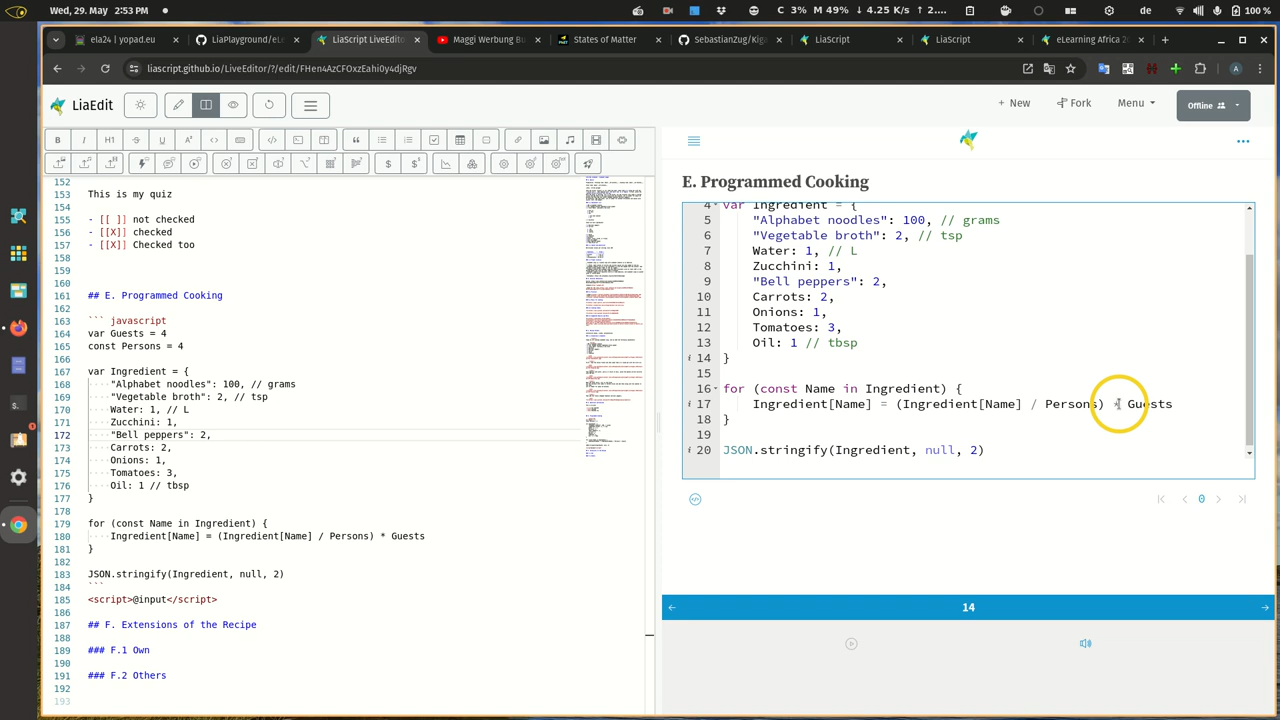 Wed, 29. May 2:53 PM
C 3% M 49% ↓ 4.25 K/s ↑ 2....
ela24 | yopad.eu
LiaPlayground/eLe
LiaScript LiveEdito
Maggi Werbung Bu
States of Matter
SebastianZug/Kiga
LiaScript
LiaScript
eLearning Africa 20
liascript.github.io/LiveEditor/?/edit/FHen4AzCFOxzEahi0y4djRgv
LiaEdit
+ New
Fork
Menu
Offline
152
153 This is not a
154
155 - [[ ]] not checked
156 - [[X]] checked
157 - [[X]] correct too
158
159
160
161 ## E. Programmed Cooking
162
163 ``` javascript
164 var Guests = 1
165 const Persons = 4
166
167 var Ingredient = {
168 "Alphabet noodles": 100, // grams
169 "Vegetable broth": 2, // tsp
170 Water: 1,
171 Zucchini: 1,
172 "Bell peppers": 2,
173 Carrots: 2,
174 Onion: 1,
175 Tomatoes: 3,
176 Oil: 1 // tbsp
177 }
178
179 for (const Name in Ingredient) {
180 Ingredient[Name] = (Ingredient[Name] / Persons) * Guests
181 }
182
183 JSON.stringify(Ingredient, null, 2)
184 ```
185 <script>@input</script>
186
187 ## F. Extensions of the Recipe
188
189 ### F.1 Own
190
191 ### F.2 Others
192
193
E. Programmed Cooking
4 var Ingredient = {
5 "Alphabet noodles": 100, // grams
6 "Vegetable broth": 2, // tsp
7 Water: 1,
8 Zucchini: 1,
9 "Bell peppers": 2,
10 Carrots: 2,
11 Onion: 1,
12 Tomatoes: 3,
13 Oil: 1 // tbsp
14 }
15
16 for (const Name in Ingredient) {
17 Ingredient[Name] = (Ingredient[Name] / Persons) * Guests
18 }
19
20 JSON.stringify(Ingredient, null, 2)
0
14